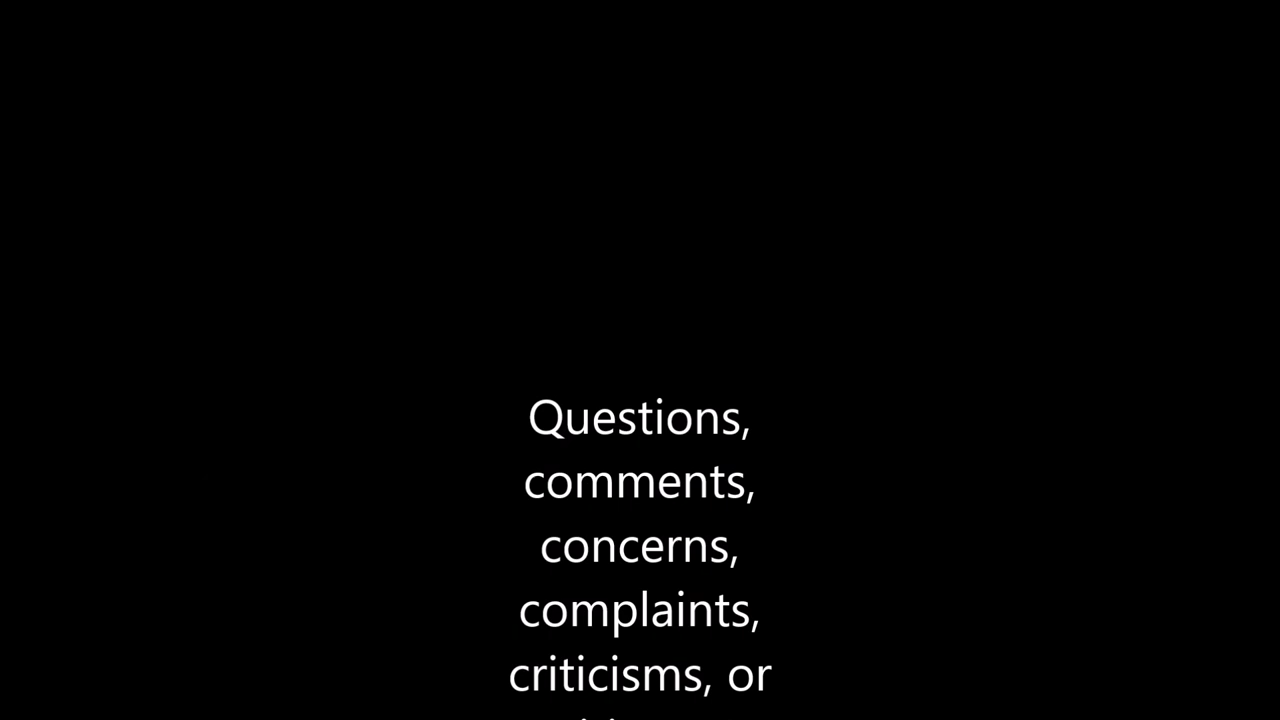 Questions,
comments,
concerns,
complaints,
criticisms, or